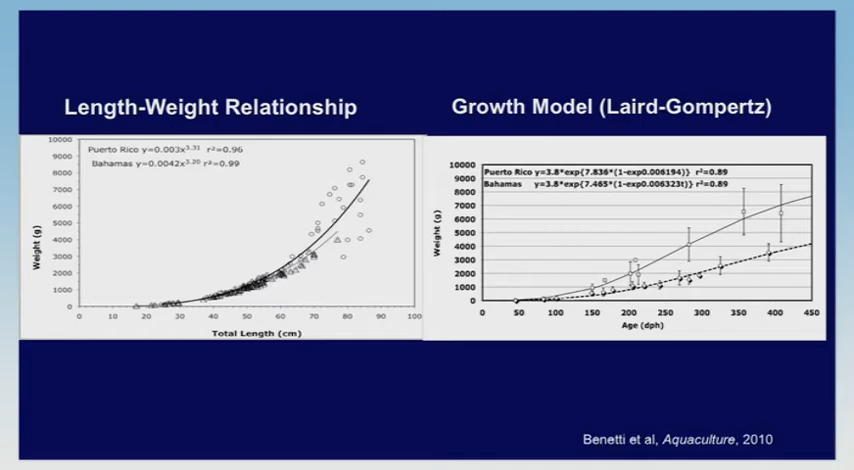 Length-Weight Relationship
Growth Model (Laird-Gompertz)
Puerto Rico y=0.003x3.31 r²=0.96
Bahamas y=0.0042x3.20 r²=0.99
10000
9000
8000
7000
6000
5000
4000
3000
2000
1000
0
Weight (g)
0 10 20 30 40 50 60 70 80 90 100
Total Length (cm)
Puerto Rico y=3.8*exp{7.836*(1-exp0.006194)} r²=0.89
Bahamas y=3.8*exp{7.465*(1-exp0.006323t)} r²=0.89
10000
9000
8000
7000
6000
5000
4000
3000
2000
1000
0
Weight (g)
0 50 100 150 200 250 300 350 400 450
Age (dph)
Benetti et al, Aquaculture, 2010